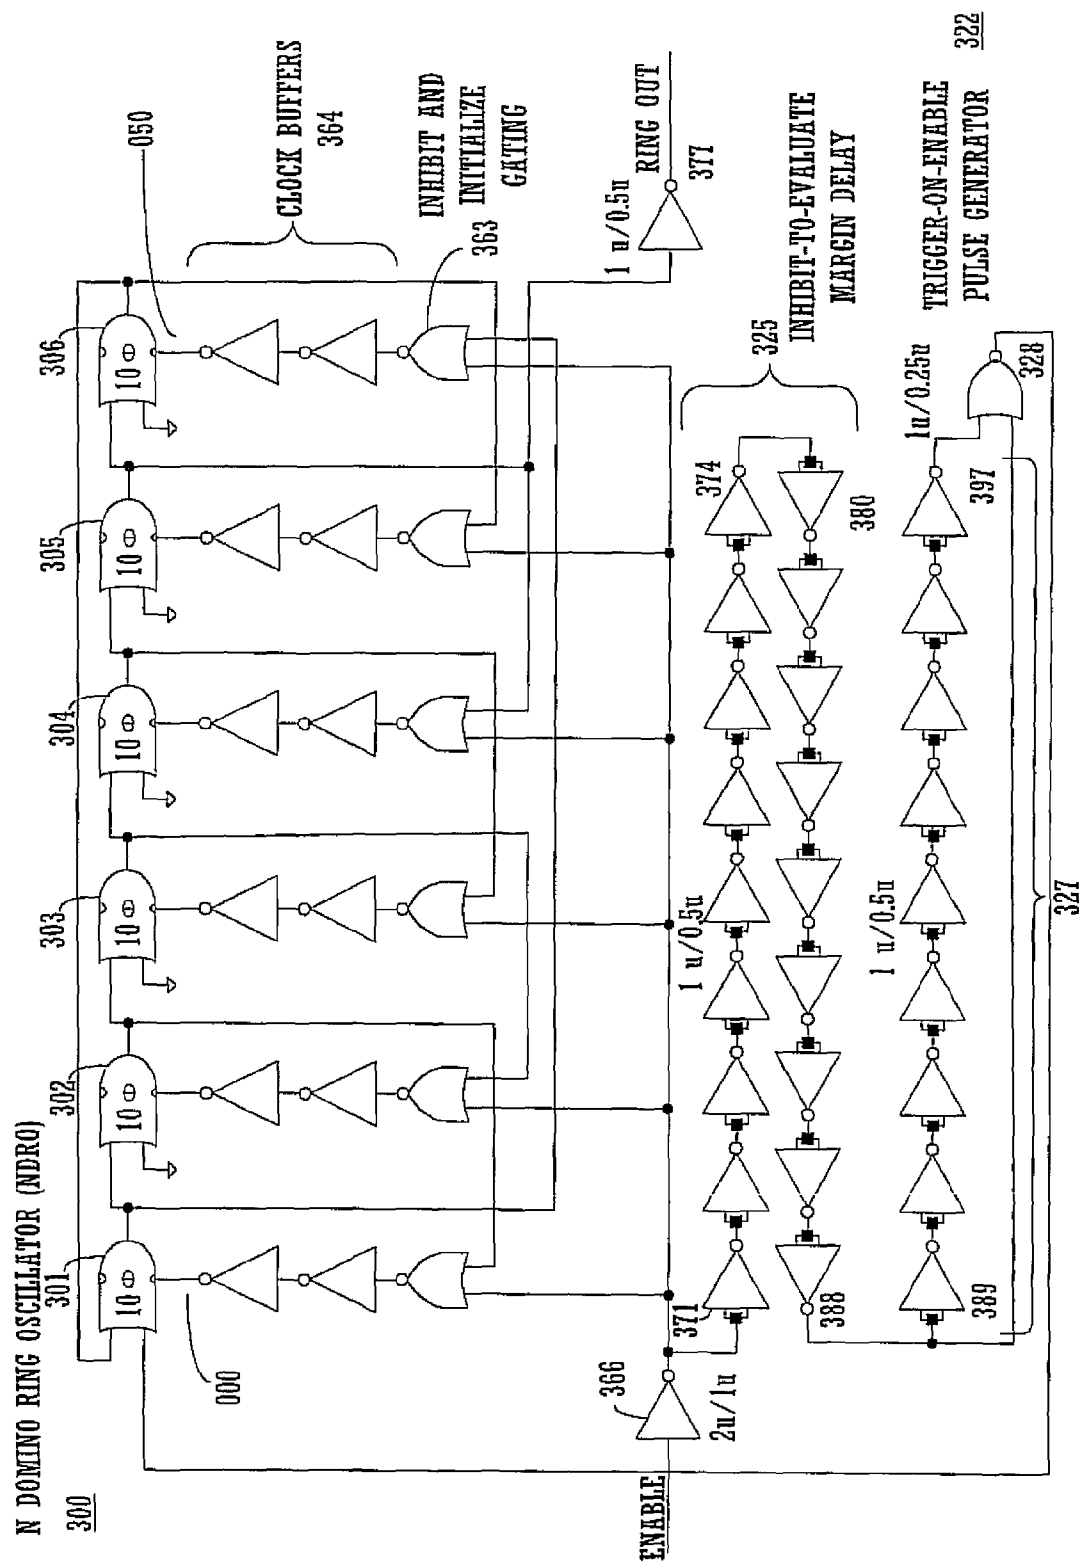 N DOMINO RING OSCILLATOR (NDRO)
300
301
302
303
304
305
306
10 Φ
10 Φ
10 Φ
10 Φ
10 Φ
10 Φ
000
050
CLOCK BUFFERS
364
INHIBIT AND
INITIALIZE
GATING
363
ENABLE
366
2u/1u
1 u/0.5u
RING OUT
377
371
1 u/0.5u
374
325
INHIBIT-TO-EVALUATE
MARGIN DELAY
388
380
389
1 u/0.5u
1u/0.25u
397
328
327
TRIGGER-ON-ENABLE
PULSE GENERATOR
322